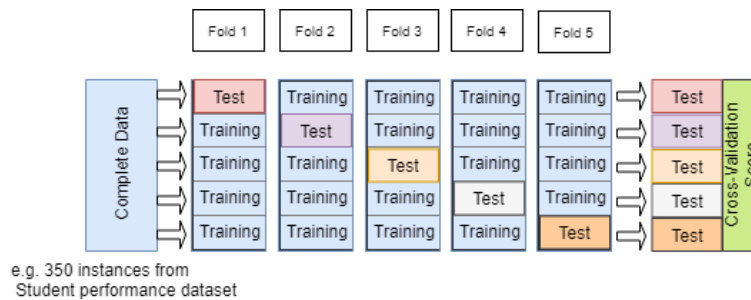 Fold 1 Fold 2 Fold 3 Fold 4 Fold 5
Complete Data
Test Training Training Training Training Test
Training Test Training Training Training Test
Training Training Test Training Training Test
Training Training Training Test Training Test
Training Training Training Training Test Test
Cross-Validation
Score
e.g. 350 instances from
Student performance dataset